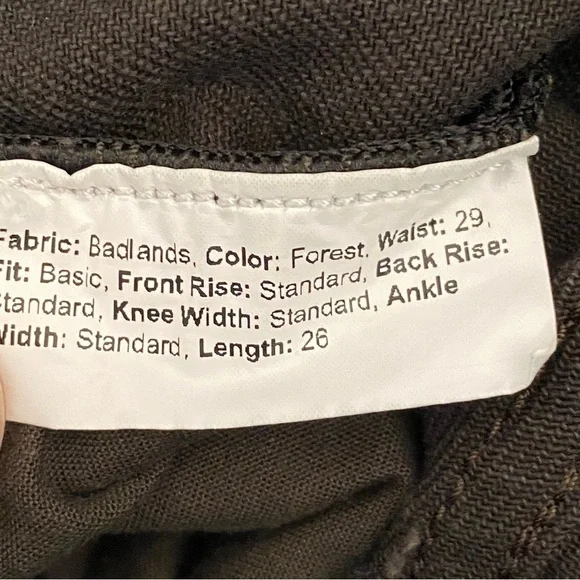 Fabric: Badlands, Color: Forest, Waist: 29,
Fit: Basic, Front Rise: Standard, Back Rise:
Standard, Knee Width: Standard, Ankle
Width: Standard, Length: 26